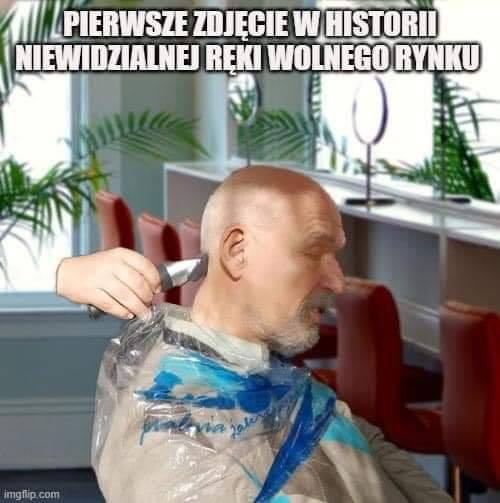 PIERWSZE ZDJĘCIE W HISTORII
NIEWIDZIALNEJ RĘKI WOLNEGO RYNKU
imgflip.com